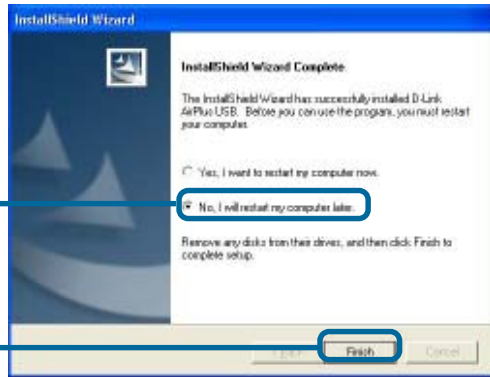 InstallShield Wizard
InstallShield Wizard Complete
The InstallShield Wizard has successfully installed D-Link
AirPlus USB. Before you can use the program, you must restart
your computer.
Yes, I want to restart my computer now.
No, I will restart my computer later.
Remove any disks from their drives, and then click Finish to
complete setup.
< Back
Finish
Cancel